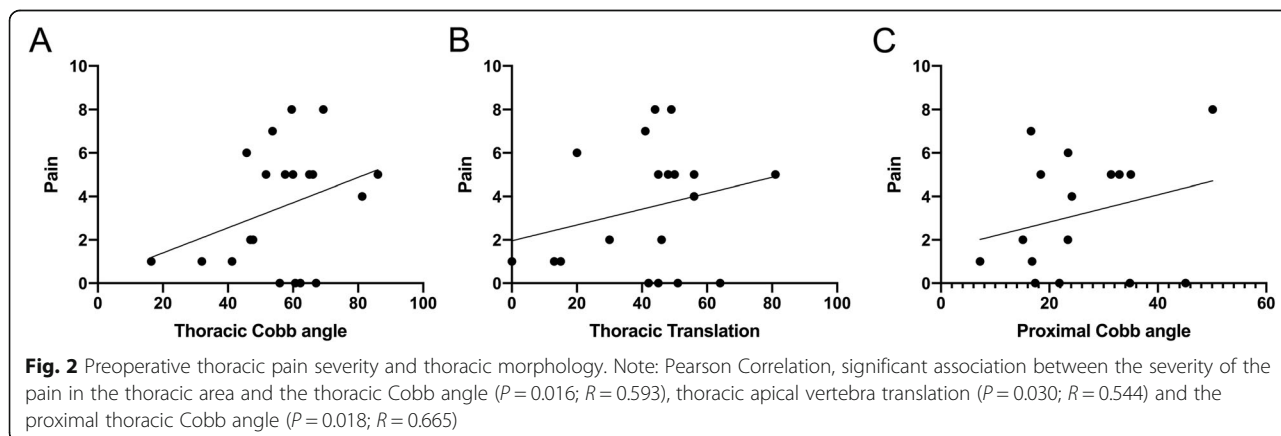 A
B
C
10
8
6
4
2
0
Pain
0 20 40 60 80 100
Thoracic Cobb angle
10
8
6
4
2
0
Pain
0 20 40 60 80 100
Thoracic Translation
10
8
6
4
2
0
Pain
0 20 40 60
Proximal Cobb angle
Fig. 2 Preoperative thoracic pain severity and thoracic morphology. Note: Pearson Correlation, significant association between the severity of the
pain in the thoracic area and the thoracic Cobb angle (P = 0.016; R = 0.593), thoracic apical vertebra translation (P = 0.030; R = 0.544) and the
proximal thoracic Cobb angle (P = 0.018; R = 0.665)